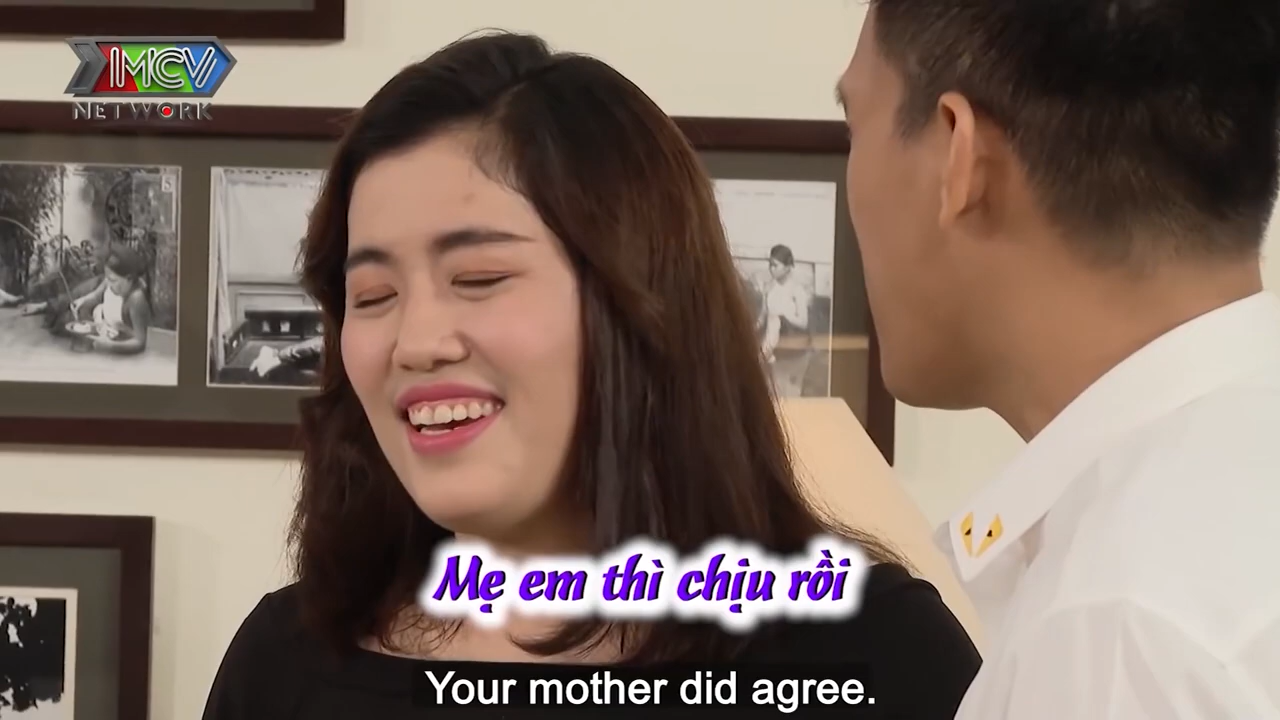 MCV
NETWORK
Mẹ em thì chịu rồi
Your mother did agree.